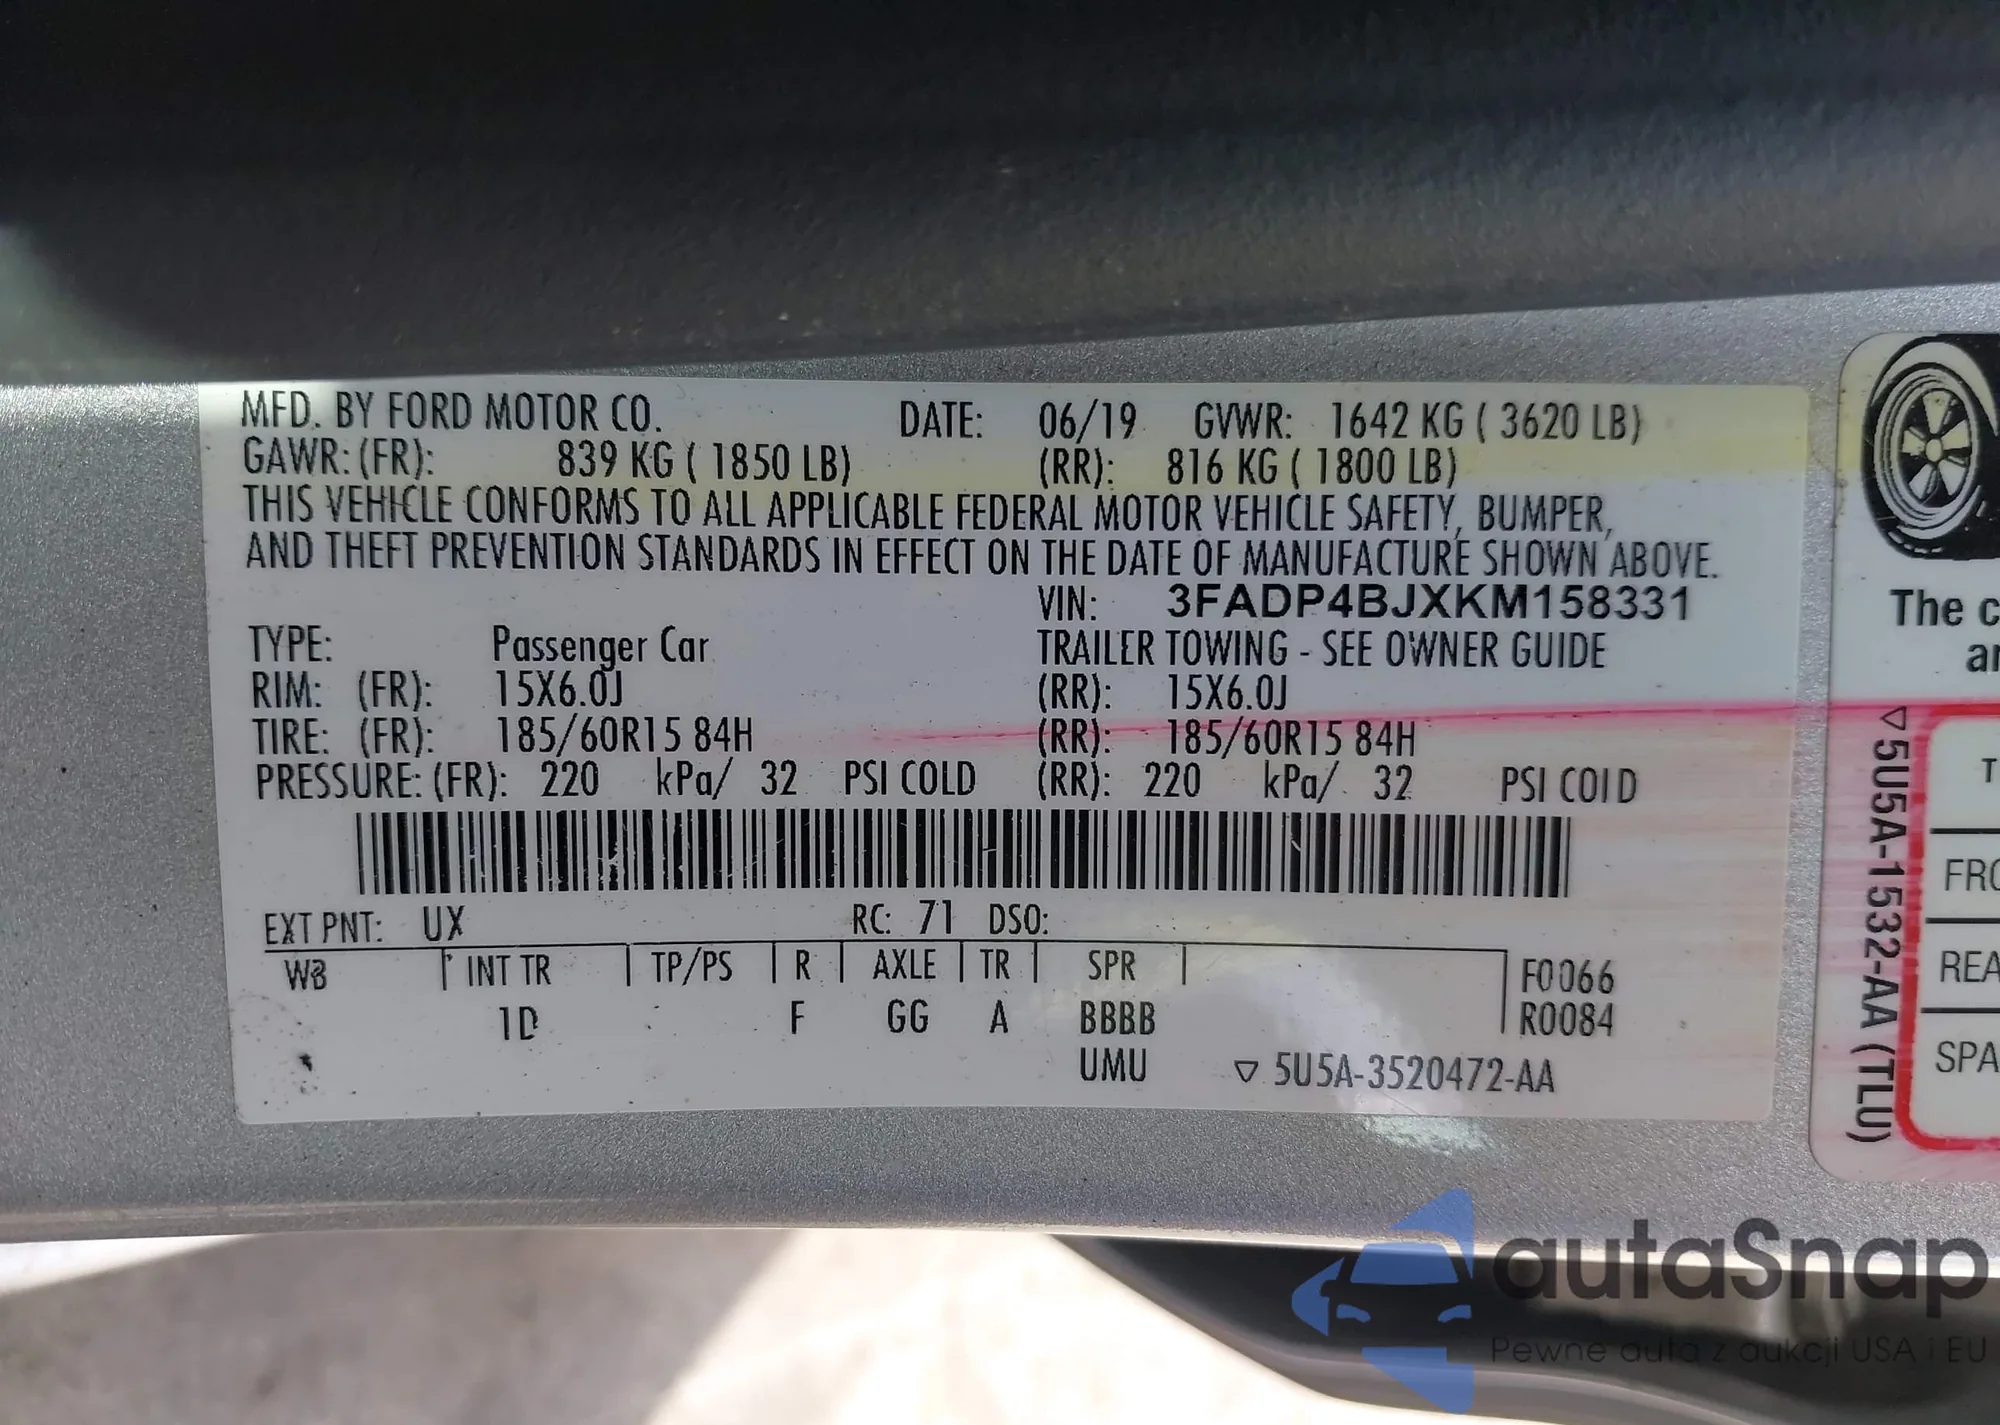 MFD. BY FORD MOTOR CO. DATE: 06/19 GVWR: 1642 KG ( 3620 LB)
GAWR: (FR): 839 KG ( 1850 LB) (RR): 816 KG ( 1800 LB)
THIS VEHICLE CONFORMS TO ALL APPLICABLE FEDERAL MOTOR VEHICLE SAFETY, BUMPER,
AND THEFT PREVENTION STANDARDS IN EFFECT ON THE DATE OF MANUFACTURE SHOWN ABOVE.
VIN: 3FADP4BJXKM158331
TYPE: Passenger Car TRAILER TOWING - SEE OWNER GUIDE
RIM: (FR): 15X6.0J (RR): 15X6.0J
TIRE: (FR): 185/60R15 84H (RR): 185/60R15 84H
PRESSURE: (FR): 220 kPa/ 32 PSI COLD (RR): 220 kPa/ 32 PSI COLD
EXT PNT: UX RC: 71 DSO:
WB INT TR TP/PS R AXLE TR SPR F0066
1D F GG A BBBB R0084
UMU ▽ 5U5A-3520472-AA
The c
an
▽5U5A-1532-AA (TLU)
T
FRO
REA
SPA
autaSnap
Pewne auta z aukcji USA i EU